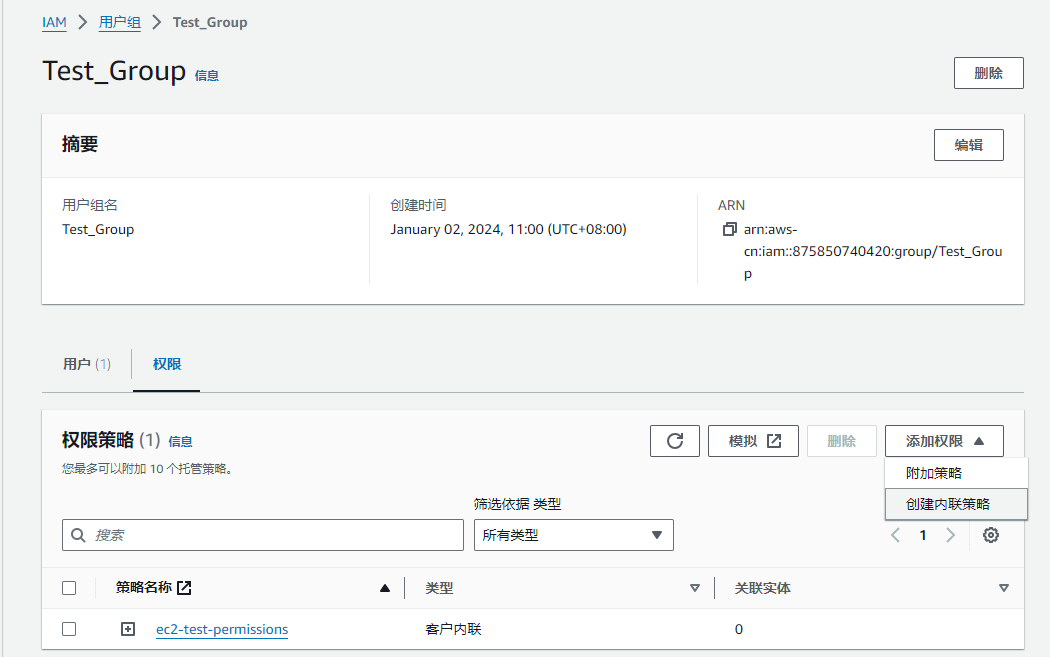 IAM > 用户组 > Test_Group
Test_Group 信息
删除
摘要
编辑
用户组名
Test_Group
创建时间
January 02, 2024, 11:00 (UTC+08:00)
ARN
arn:aws-
cn:iam::875850740420:group/Test_Grou
p
用户 (1)
权限
权限策略 (1) 信息
您最多可以附加 10 个托管策略。
模拟
删除
添加权限
附加策略
创建内联策略
筛选依据 类型
搜索
所有类型
1
策略名称
类型
关联实体
ec2-test-permissions
客户内联
0